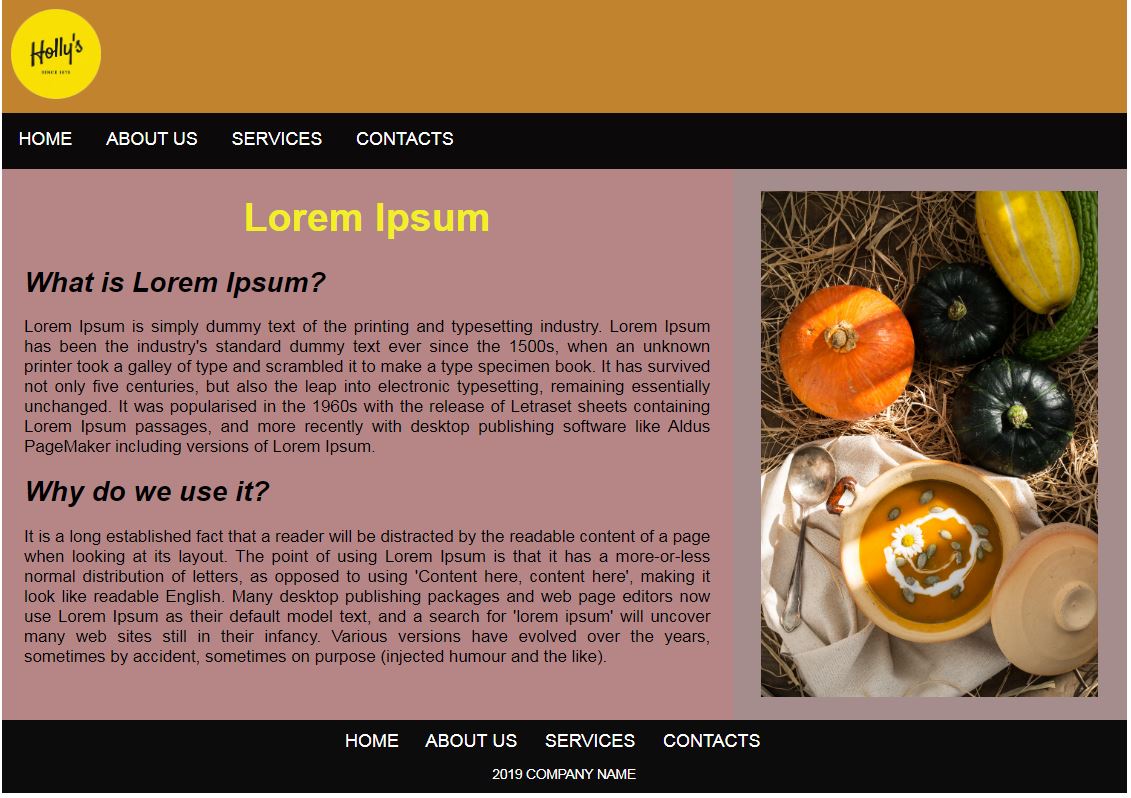 Holly's
SINCE 1975
HOME ABOUT US SERVICES CONTACTS
Lorem Ipsum
What is Lorem Ipsum?
Lorem Ipsum is simply dummy text of the printing and typesetting industry. Lorem Ipsum
has been the industry's standard dummy text ever since the 1500s, when an unknown
printer took a galley of type and scrambled it to make a type specimen book. It has survived
not only five centuries, but also the leap into electronic typesetting, remaining essentially
unchanged. It was popularised in the 1960s with the release of Letraset sheets containing
Lorem Ipsum passages, and more recently with desktop publishing software like Aldus
PageMaker including versions of Lorem Ipsum.
Why do we use it?
It is a long established fact that a reader will be distracted by the readable content of a page
when looking at its layout. The point of using Lorem Ipsum is that it has a more-or-less
normal distribution of letters, as opposed to using 'Content here, content here', making it
look like readable English. Many desktop publishing packages and web page editors now
use Lorem Ipsum as their default model text, and a search for 'lorem ipsum' will uncover
many web sites still in their infancy. Various versions have evolved over the years,
sometimes by accident, sometimes on purpose (injected humour and the like).
HOME ABOUT US SERVICES CONTACTS
2019 COMPANY NAME